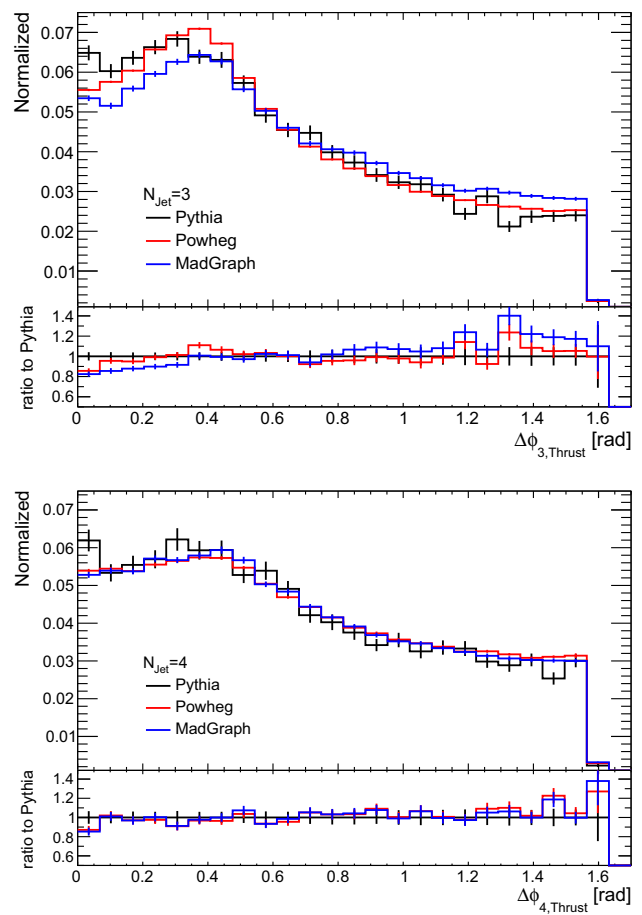 Normalized
0.07
0.06
0.05
0.04
0.03
0.02
0.01
N_Jet=3
Pythia
Powheg
MadGraph
ratio to Pythia
1.4
1.2
1.0
0.8
0.6
0 0.2 0.4 0.6 0.8 1 1.2 1.4 1.6
Δϕ_3,Thrust [rad]
Normalized
0.07
0.06
0.05
0.04
0.03
0.02
0.01
N_Jet=4
Pythia
Powheg
MadGraph
ratio to Pythia
1.4
1.2
1.0
0.8
0.6
0 0.2 0.4 0.6 0.8 1.0 1.2 1.4 1.6
Δϕ_4,Thrust [rad]